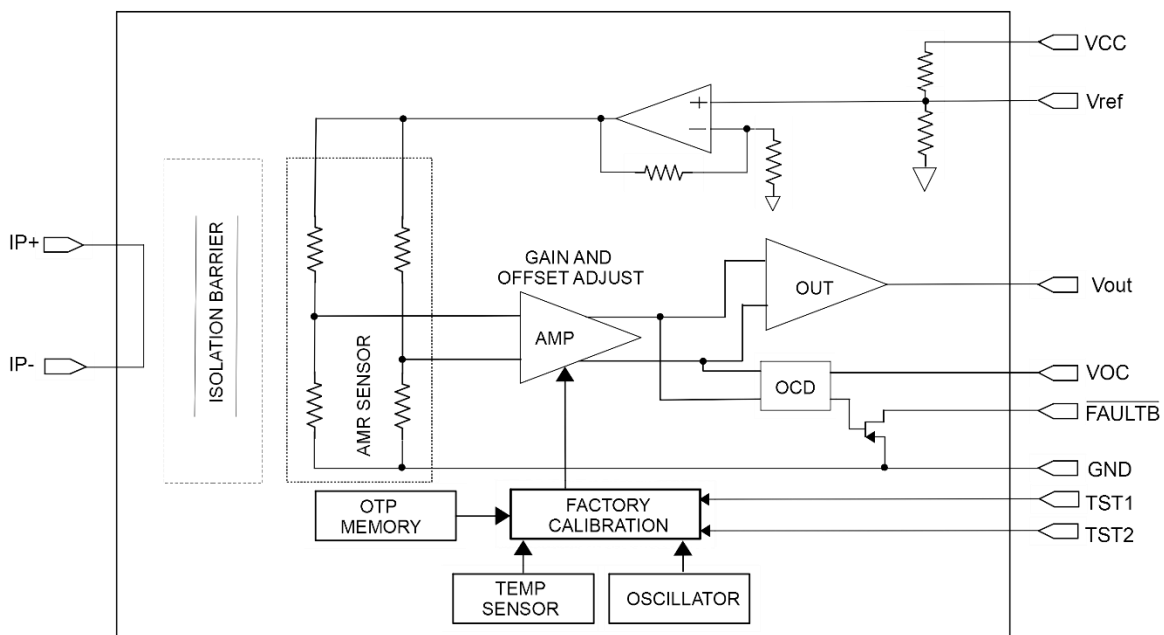 VCC
Vref
+
−
IP+
IP-
ISOLATION BARRIER
AMR SENSOR
GAIN AND
OFFSET ADJUST
AMP
OUT
Vout
OCD
VOC
FAULTB
GND
OTP
MEMORY
FACTORY
CALIBRATION
TST1
TST2
TEMP
SENSOR
OSCILLATOR